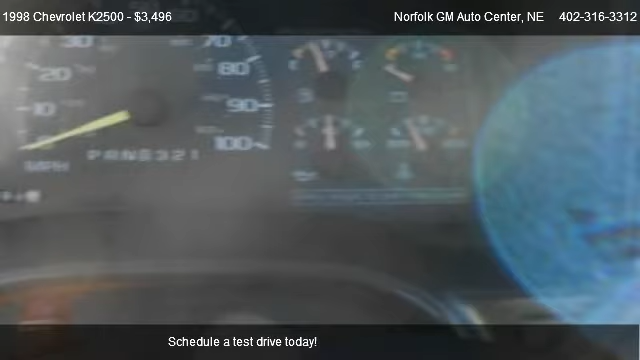 1998 Chevrolet K2500 - $3,496 Norfolk GM Auto Center, NE 402-316-3312
30 70
20 80
10 90
100
MPH PRND321
Schedule a test drive today!